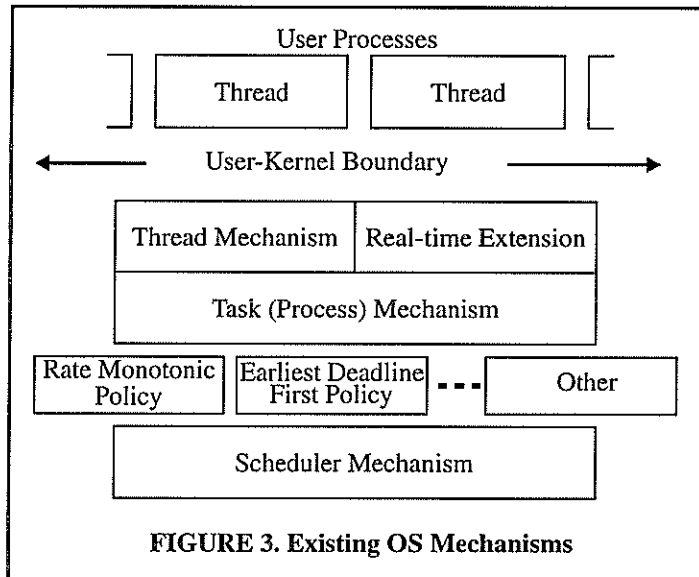 User Processes
Thread
Thread
User-Kernel Boundary
Thread Mechanism
Real-time Extension
Task (Process) Mechanism
Rate Monotonic
Policy
Earliest Deadline
First Policy
Other
Scheduler Mechanism
FIGURE 3. Existing OS Mechanisms